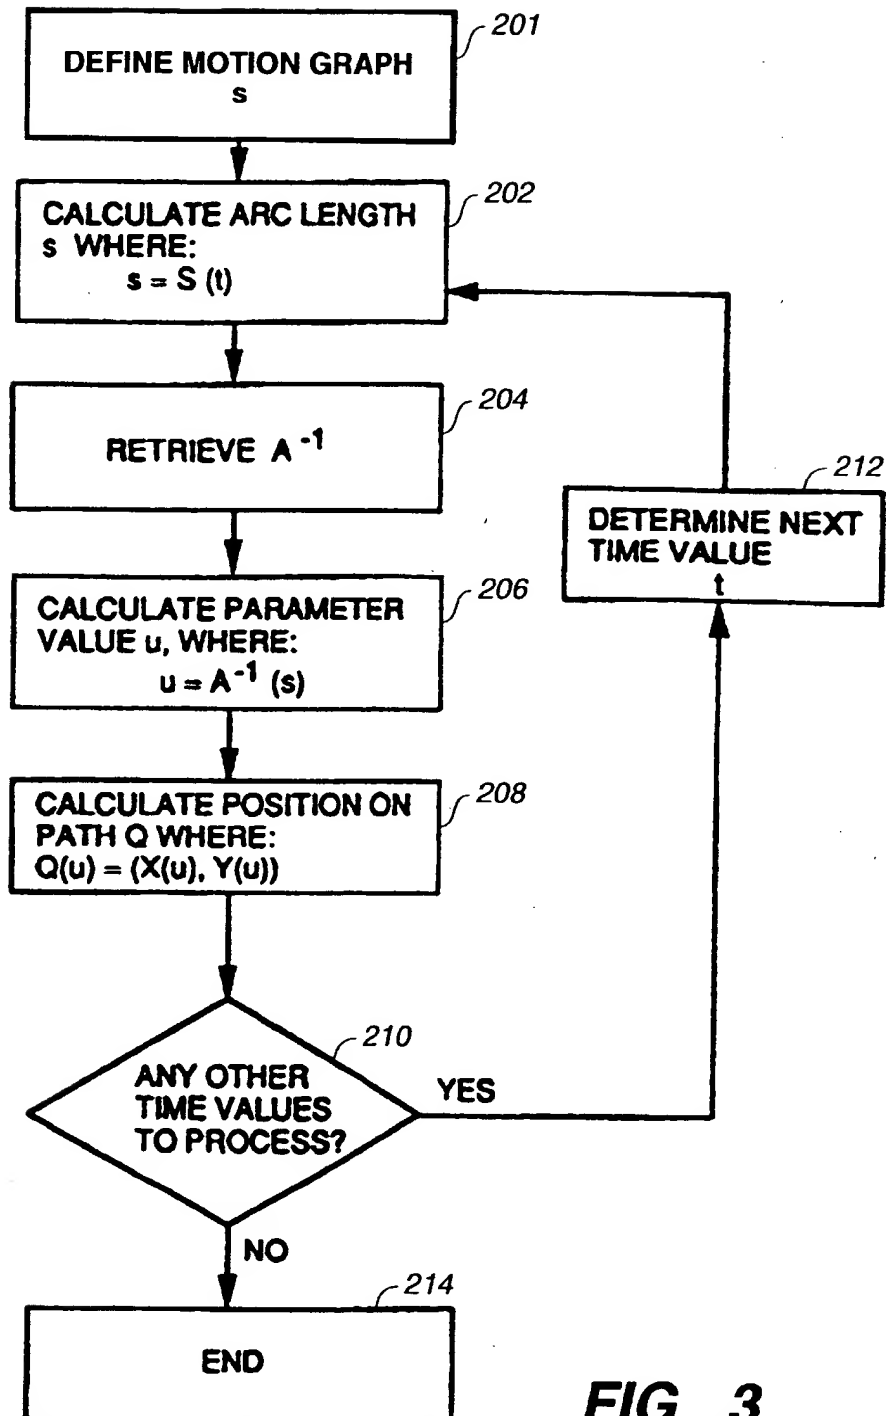 201
DEFINE MOTION GRAPH
s
202
CALCULATE ARC LENGTH
s WHERE:
s = S (t)
204
RETRIEVE A⁻¹
212
DETERMINE NEXT
TIME VALUE
t
206
CALCULATE PARAMETER
VALUE u, WHERE:
u = A⁻¹ (s)
208
CALCULATE POSITION ON
PATH Q WHERE:
Q(u) = (X(u), Y(u))
210
ANY OTHER
TIME VALUES
TO PROCESS?
YES
NO
214
END
FIG_3